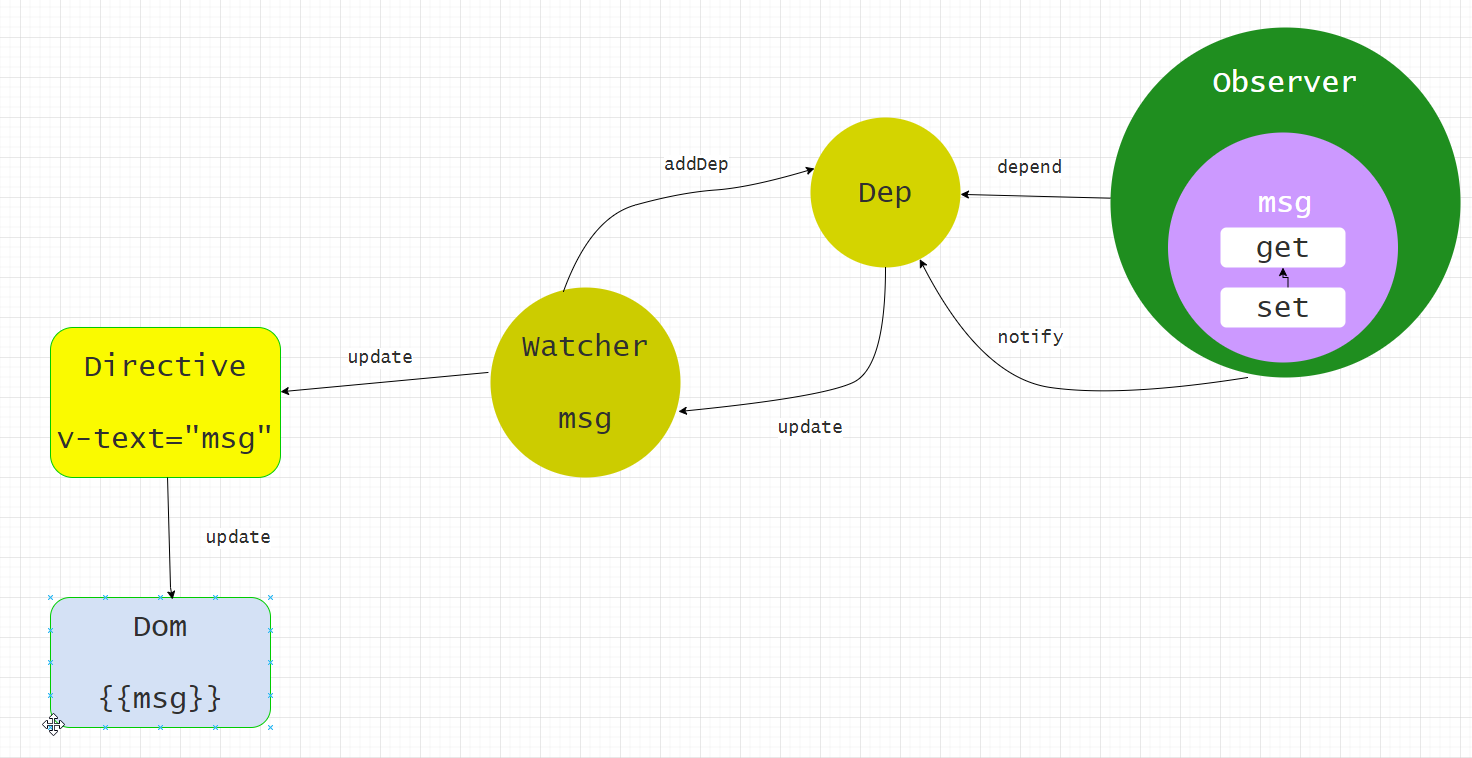 Observer
addDep
depend
Dep
msg
get
set
notify
Watcher
msg
update
update
Directive
v-text="msg"
update
Dom
{{msg}}